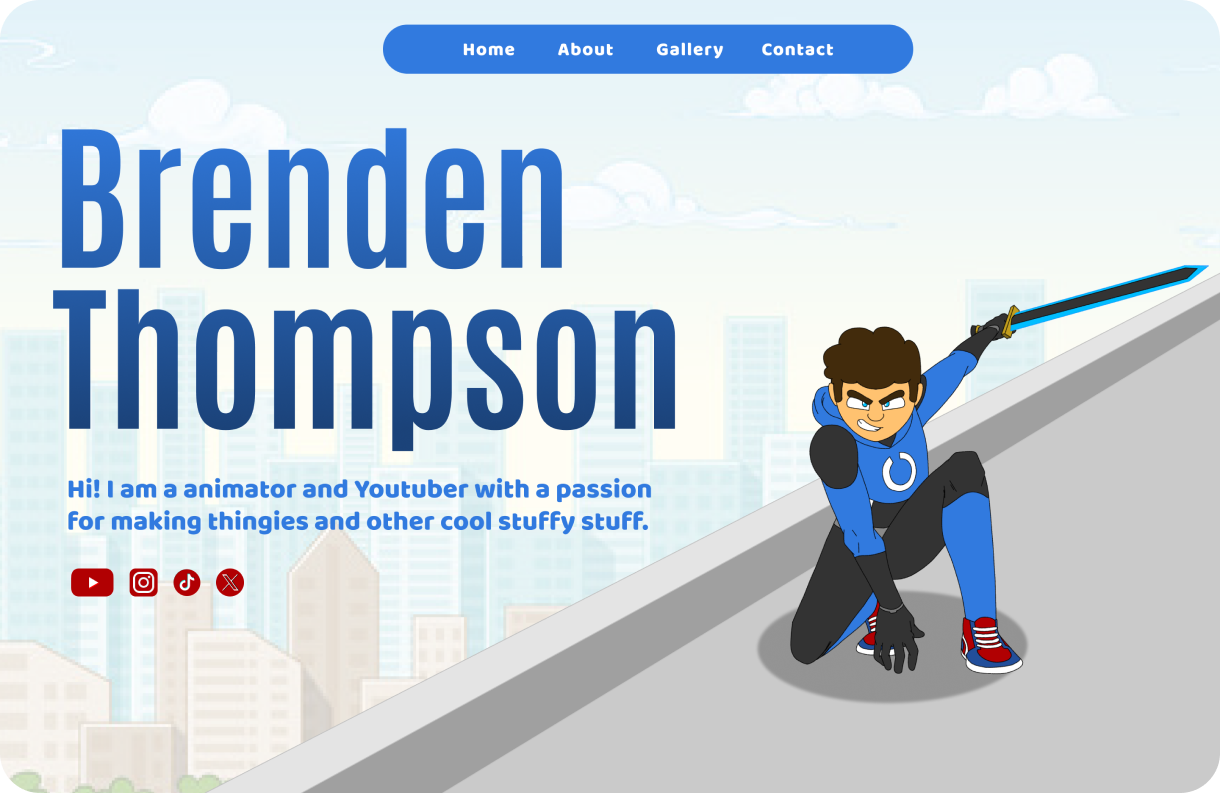 Home About Gallery Contact
Brenden
Thompson
Hi! I am a animator and Youtuber with a passion
for making thingies and other cool stuffy stuff.